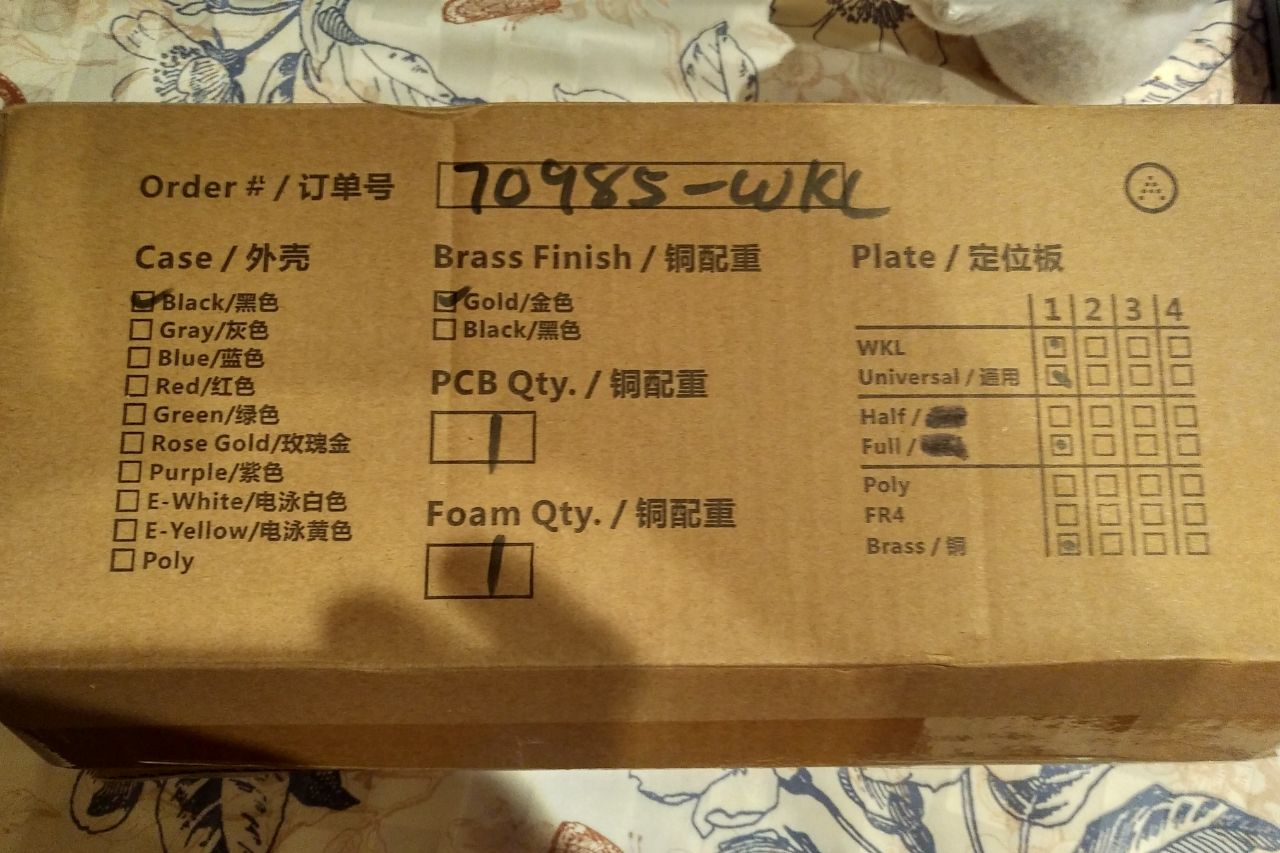 Order # / 订单号 70985-WKL
Case / 外壳
Black/黑色
Gray/灰色
Blue/蓝色
Red/红色
Green/绿色
Rose Gold/玫瑰金
Purple/紫色
E-White/电泳白色
E-Yellow/电泳黄色
Poly
Brass Finish / 铜配重
Gold/金色
Black/黑色
PCB Qty. / 铜配重
1
Foam Qty. / 铜配重
1
Plate / 定位板
1 2 3 4
WKL
Universal / 通用
Half /
Full /
Poly
FR4
Brass / 铜